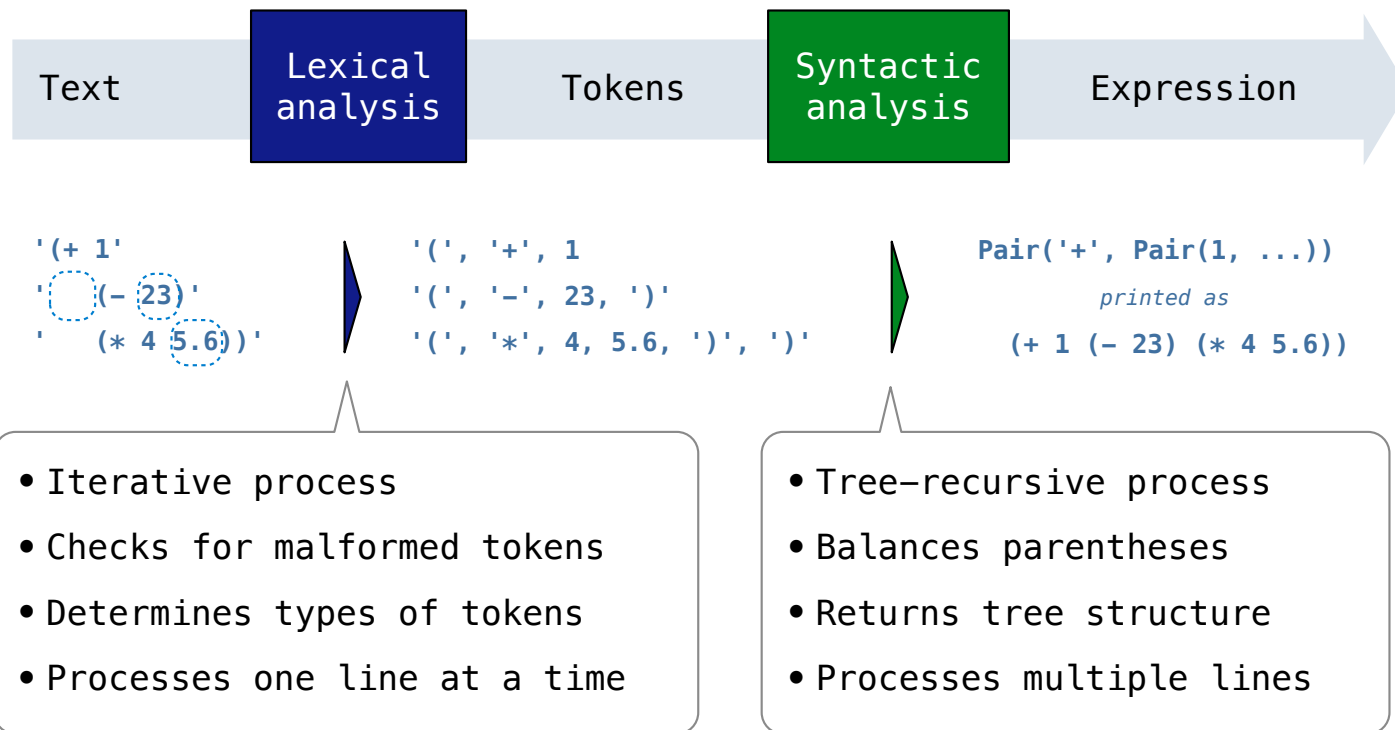 Text
Lexical
analysis
Tokens
Syntactic
analysis
Expression
'(+ 1'
'   (− 23)'
'   (* 4 5.6))'
'(', '+', 1
'(', '−', 23, ')'
'(', '*', 4, 5.6, ')', ')'
Pair('+', Pair(1, ...))
printed as
(+ 1 (− 23) (* 4 5.6))
• Iterative process
• Checks for malformed tokens
• Determines types of tokens
• Processes one line at a time
• Tree−recursive process
• Balances parentheses
• Returns tree structure
• Processes multiple lines